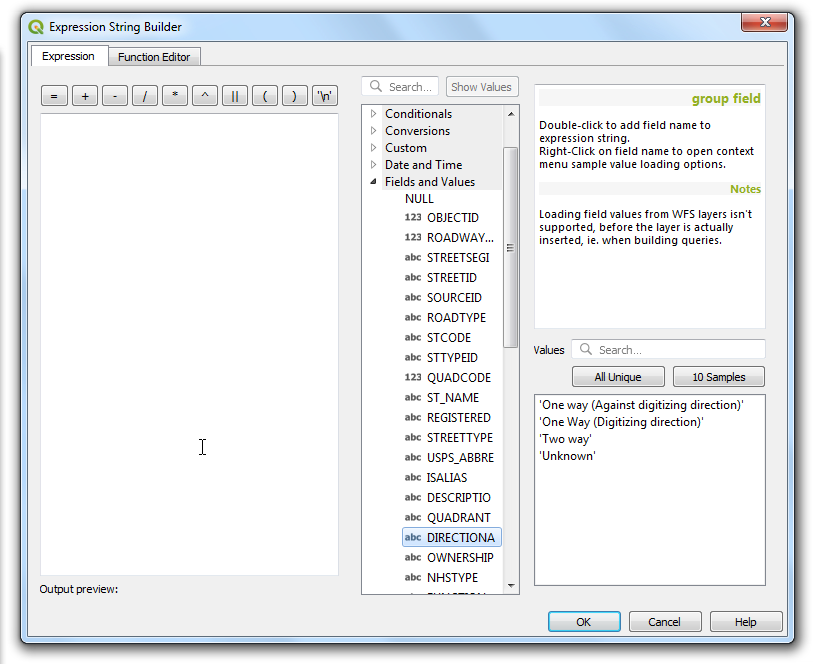 Expression String Builder
Expression
Function Editor
= + - / * ^ || ( ) '\n'
Output preview:
Search...
Show Values
Conditionals
Conversions
Custom
Date and Time
Fields and Values
NULL
123 OBJECTID
123 ROADWAY...
abc STREETSEGI
abc STREETID
abc SOURCEID
abc ROADTYPE
abc STCODE
abc STTYPEID
123 QUADCODE
abc ST_NAME
abc REGISTERED
abc STREETTYPE
abc USPS_ABBRE
abc ISALIAS
abc DESCRIPTIO
abc QUADRANT
abc DIRECTIONA
abc OWNERSHIP
abc NHSTYPE
group field
Double-click to add field name to
expression string.
Right-Click on field name to open context
menu sample value loading options.
Notes
Loading field values from WFS layers isn't
supported, before the layer is actually
inserted, ie. when building queries.
Values
Search...
All Unique
10 Samples
'One way (Against digitizing direction)'
'One Way (Digitizing direction)'
'Two way'
'Unknown'
OK
Cancel
Help